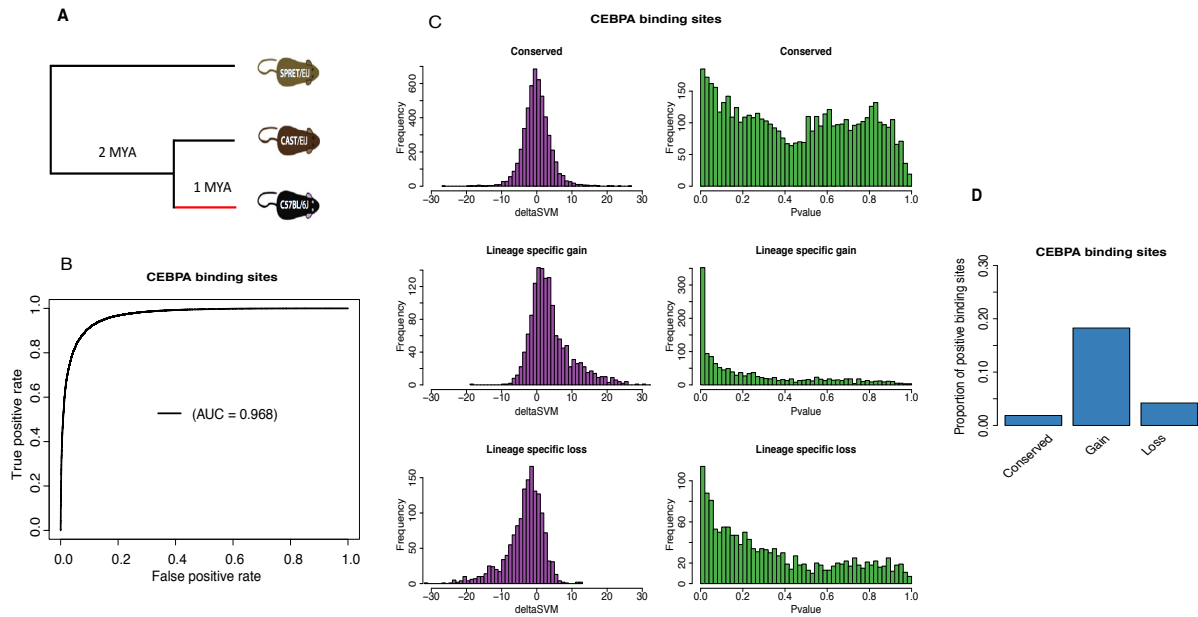 A
SPRET/EiJ
CAST/EiJ
C57BL/6J
2 MYA
1 MYA
B
CEBPA binding sites
True positive rate
0.0 0.2 0.4 0.6 0.8 1.0
(AUC = 0.968)
0.0 0.2 0.4 0.6 0.8 1.0
False positive rate
C
CEBPA binding sites
Conserved
Frequency
0 200 400 600
−30 −20 −10 0 10 20 30
deltaSVM
Conserved
Frequency
0 50 100 150
0.0 0.2 0.4 0.6 0.8 1.0
Pvalue
Lineage specific gain
Frequency
0 40 80 120
−30 −20 −10 0 10 20 30
deltaSVM
Lineage specific gain
Frequency
0 50 150 250 350
0.0 0.2 0.4 0.6 0.8 1.0
Pvalue
Lineage specific loss
Frequency
0 50 100 150
−30 −20 −10 0 10 20 30
deltaSVM
Lineage specific loss
Frequency
0 20 60 100
0.0 0.2 0.4 0.6 0.8 1.0
Pvalue
D
CEBPA binding sites
Proportion of positive binding sites
0.00 0.10 0.20 0.30
Conserved
Gain
Loss